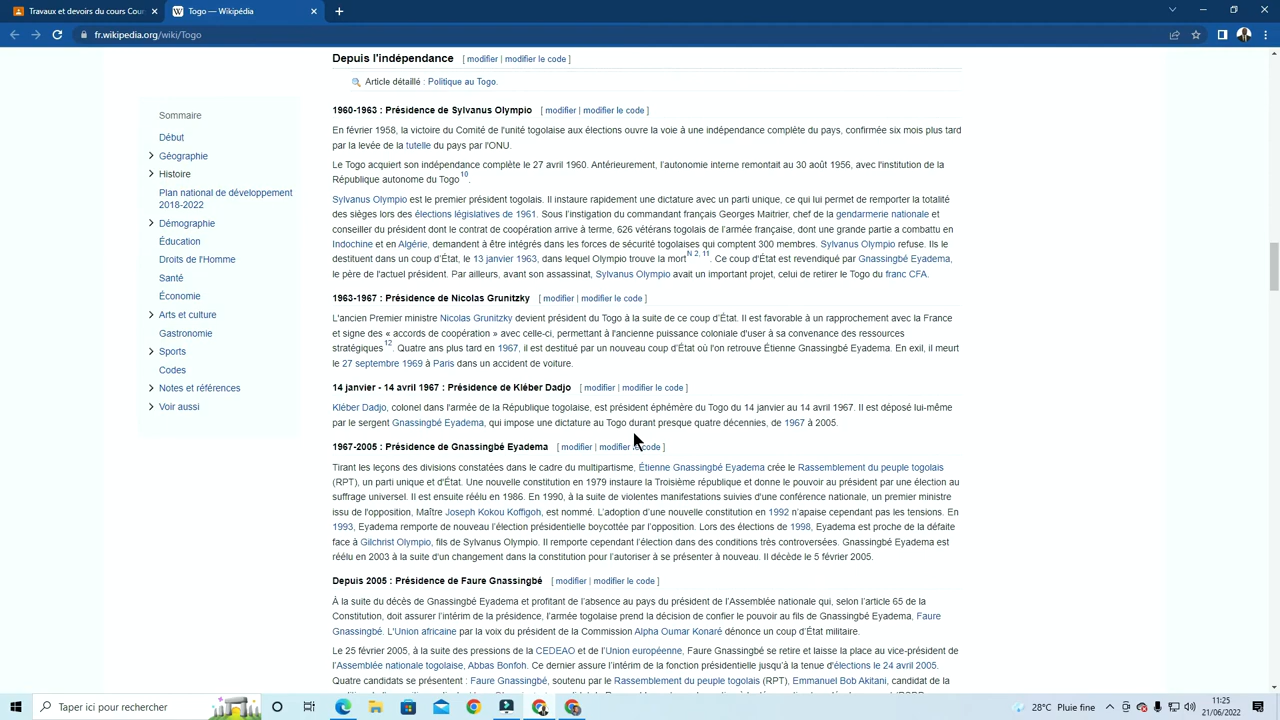 Travaux et devoirs du cours Cour
Togo — Wikipédia
fr.wikipedia.org/wiki/Togo
Sommaire
Début
Géographie
Histoire
Plan national de développement
2018-2022
Démographie
Éducation
Droits de l'Homme
Santé
Économie
Arts et culture
Gastronomie
Sports
Codes
Notes et références
Voir aussi
Depuis l'indépendance [ modifier | modifier le code ]
Article détaillé : Politique au Togo.
1960-1963 : Présidence de Sylvanus Olympio [ modifier | modifier le code ]
En février 1958, la victoire du Comité de l'unité togolaise aux élections ouvre la voie à une indépendance complète du pays, confirmée six mois plus tard
par la levée de la tutelle du pays par l'ONU.
Le Togo acquiert son indépendance complète le 27 avril 1960. Antérieurement, l'autonomie interne remontait au 30 août 1956, avec l'institution de la
République autonome du Togo10.
Sylvanus Olympio est le premier président togolais. Il instaure rapidement une dictature avec un parti unique, ce qui lui permet de remporter la totalité
des sièges lors des élections législatives de 1961. Sous l'instigation du commandant français Georges Maitrier, chef de la gendarmerie nationale et
conseiller du président dont le contrat de coopération arrive à terme, 626 vétérans togolais de l'armée française, dont une grande partie a combattu en
Indochine et en Algérie, demandent à être intégrés dans les forces de sécurité togolaises qui comptent 300 membres. Sylvanus Olympio refuse. Ils le
destituent dans un coup d'État, le 13 janvier 1963, dans lequel Olympio trouve la mortN 2, 11. Ce coup d'État est revendiqué par Gnassingbé Eyadema,
le père de l'actuel président. Par ailleurs, avant son assassinat, Sylvanus Olympio avait un important projet, celui de retirer le Togo du franc CFA.
1963-1967 : Présidence de Nicolas Grunitzky [ modifier | modifier le code ]
L'ancien Premier ministre Nicolas Grunitzky devient président du Togo à la suite de ce coup d'État. Il est favorable à un rapprochement avec la France
et signe des « accords de coopération » avec celle-ci, permettant à l'ancienne puissance coloniale d'user à sa convenance des ressources
stratégiques12. Quatre ans plus tard en 1967, il est destitué par un nouveau coup d'État où l'on retrouve Étienne Gnassingbé Eyadema. En exil, il meurt
le 27 septembre 1969 à Paris dans un accident de voiture.
14 janvier - 14 avril 1967 : Présidence de Kléber Dadjo [ modifier | modifier le code ]
Kléber Dadjo, colonel dans l'armée de la République togolaise, est président éphémère du Togo du 14 janvier au 14 avril 1967. Il est déposé lui-même
par le sergent Gnassingbé Eyadema, qui impose une dictature au Togo durant presque quatre décennies, de 1967 à 2005.
1967-2005 : Présidence de Gnassingbé Eyadema [ modifier | modifier le code ]
Tirant les leçons des divisions constatées dans le cadre du multipartisme, Étienne Gnassingbé Eyadema crée le Rassemblement du peuple togolais
(RPT), un parti unique et d'État. Une nouvelle constitution en 1979 instaure la Troisième république et donne le pouvoir au président par une élection au
suffrage universel. Il est ensuite réélu en 1986. En 1990, à la suite de violentes manifestations suivies d'une conférence nationale, un premier ministre
issu de l'opposition, Maître Joseph Kokou Koffigoh, est nommé. L'adoption d'une nouvelle constitution en 1992 n'apaise cependant pas les tensions. En
1993, Eyadema remporte de nouveau l'élection présidentielle boycottée par l'opposition. Lors des élections de 1998, Eyadema est proche de la défaite
face à Gilchrist Olympio, fils de Sylvanus Olympio. Il remporte cependant l'élection dans des conditions très controversées. Gnassingbé Eyadema est
réélu en 2003 à la suite d'un changement dans la constitution pour l'autoriser à se présenter à nouveau. Il décède le 5 février 2005.
Depuis 2005 : Présidence de Faure Gnassingbé [ modifier | modifier le code ]
À la suite du décès de Gnassingbé Eyadema et profitant de l'absence au pays du président de l'Assemblée nationale qui, selon l'article 65 de la
Constitution, doit assurer l'intérim de la présidence, l'armée togolaise prend la décision de confier le pouvoir au fils de Gnassingbé Eyadema, Faure
Gnassingbé. L'Union africaine par la voix du président de la Commission Alpha Oumar Konaré dénonce un coup d'État militaire.
Le 25 février 2005, à la suite des pressions de la CEDEAO et de l'Union européenne, Faure Gnassingbé se retire et laisse la place au vice-président de
l'Assemblée nationale togolaise, Abbas Bonfoh. Ce dernier assure l'intérim de la fonction présidentielle jusqu'à la tenue d'élections le 24 avril 2005.
Quatre candidats se présentent : Faure Gnassingbé, soutenu par le Rassemblement du peuple togolais (RPT), Emmanuel Bob Akitani, candidat de la
Taper ici pour rechercher
28°C Pluie fine
11:25
21/06/2022